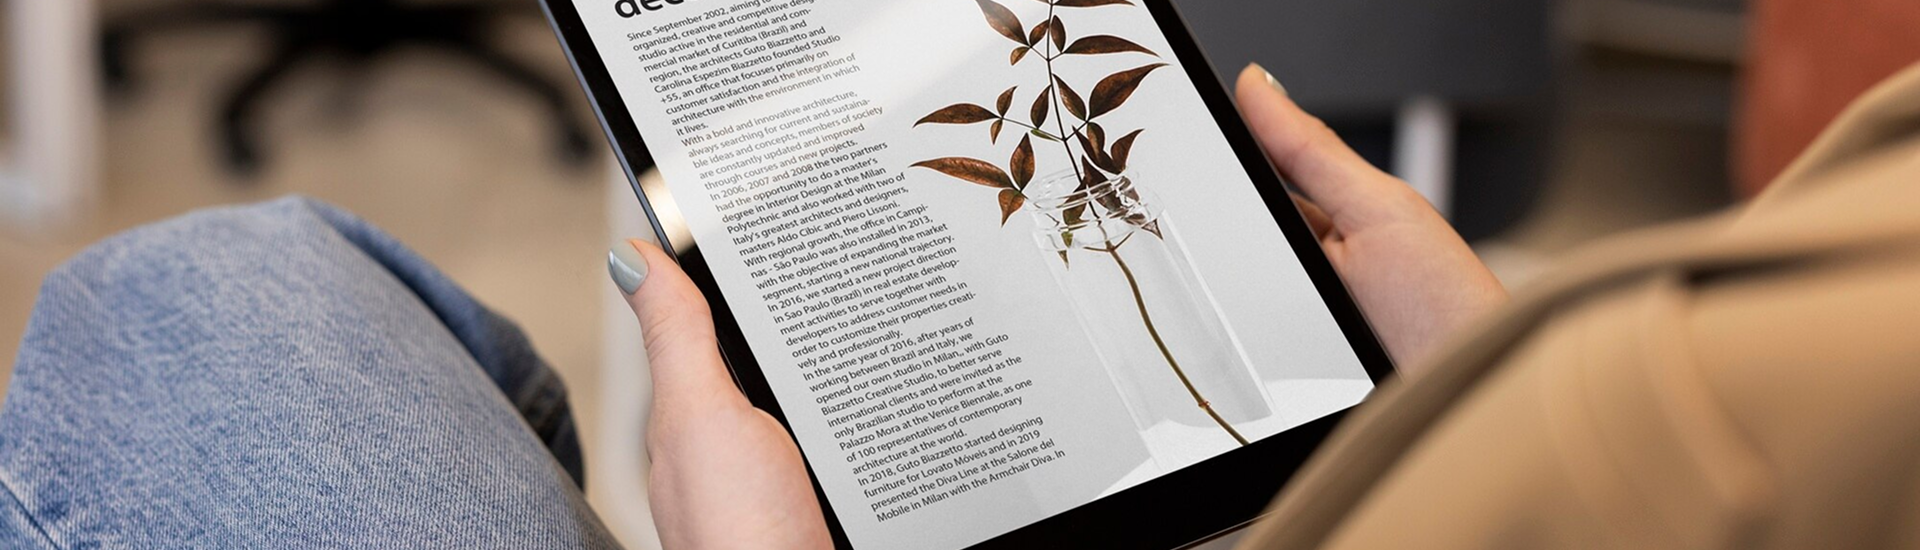 Since September 2002, aiming to
organized, creative and competitive design
studio active in the residential and com-
mercial market of Curitiba (Brazil) and
region, the architects Guto Biazzetto and
Carolina Espezim Biazzetto founded Studio
+55, an office that focuses primarily on
customer satisfaction and the integration of
architecture with the environment in which
it lives.
With a bold and innovative architecture,
always searching for current and sustaina-
ble ideas and concepts, members of society
are constantly updated and improved
through courses and new projects.
In 2006, 2007 and 2008 the two partners
had the opportunity to do a master's
degree in Interior Design at the Milan
Polytechnic and also worked with two of
Italy's greatest architects and designers,
masters Aldo Cibic and Piero Lissoni.
With regional growth, the office in Campi-
nas - São Paulo was also installed in 2013,
with the objective of expanding the market
segment, starting a new national trajectory.
In 2016, we started a new project direction
in Sao Paulo (Brazil) in real estate develop-
ment activities to serve together with
developers to address customer needs in
order to customize their properties creati-
vely and professionally.
In the same year of 2016, after years of
working between Brazil and Italy, we
opened our own studio in Milan,, with Guto
Biazzetto Creative Studio, to better serve
international clients and were invited as the
only Brazilian studio to perform at the
Palazzo Mora at the Venice Biennale, as one
of 100 representatives of contemporary
architecture at the world.
In 2018, Guto Biazzetto started designing
furniture for Lovato Móveis and in 2019
presented the Diva Line at the Salone del
Mobile in Milan with the Armchair Diva. In